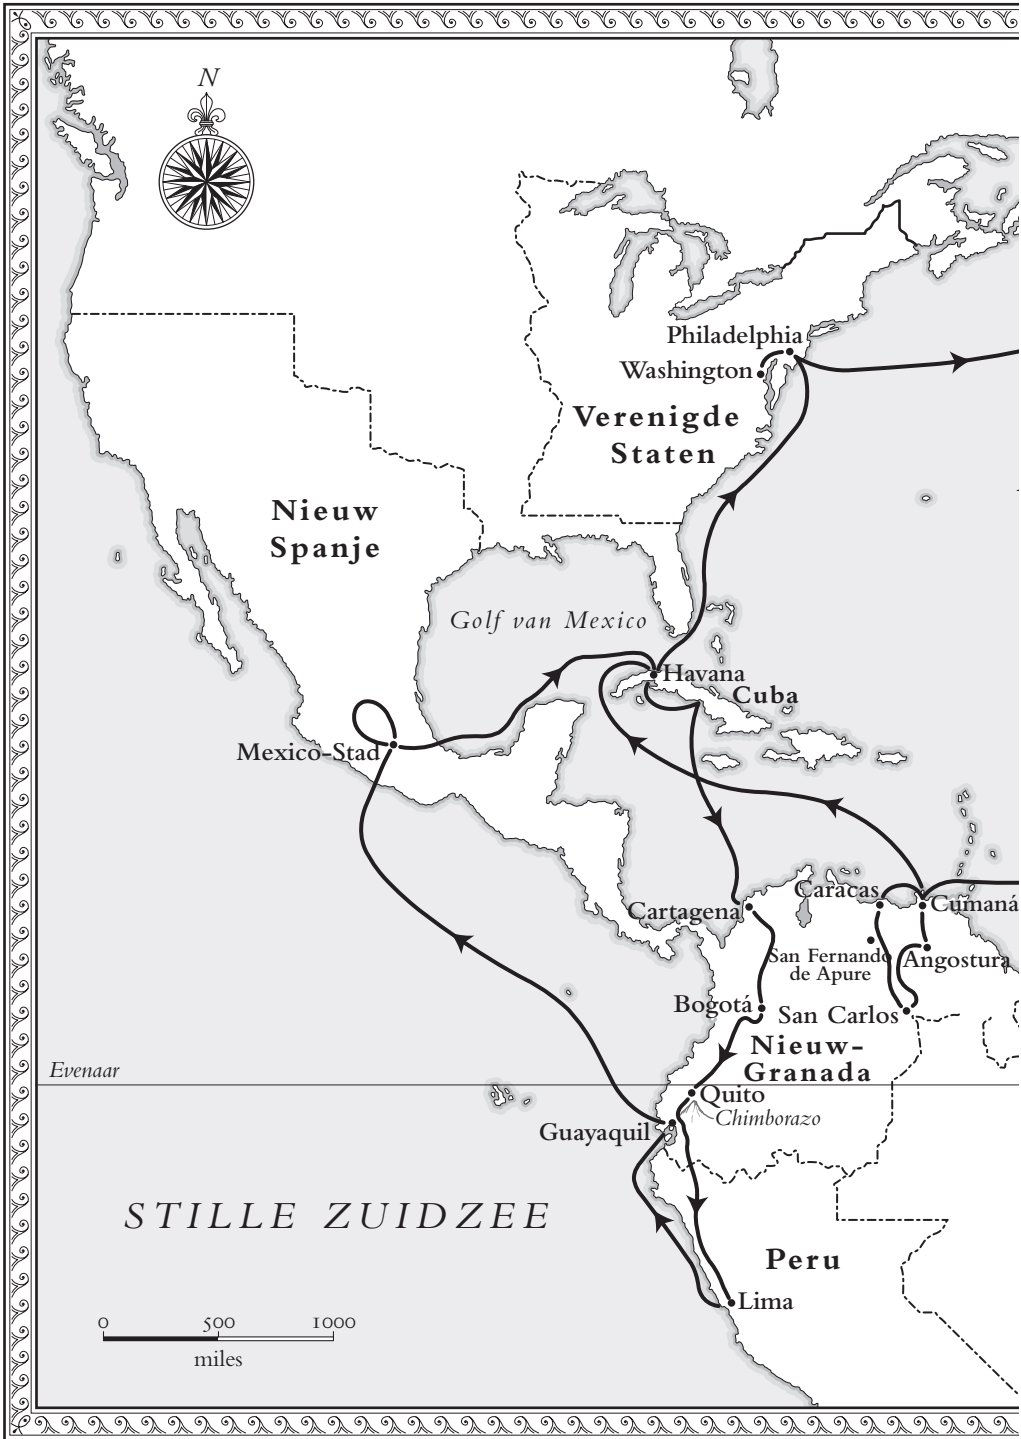 N
Philadelphia
Washington
Verenigde
Staten
Nieuw
Spanje
Golf van Mexico
Havana
Cuba
Mexico-Stad
Caracas
Cumaná
Cartagena
San Fernando
de Apure
Angostura
Bogotá
San Carlos
Nieuw-
Granada
Evenaar
Quito
Chimborazo
Guayaquil
STILLE ZUIDZEE
Peru
Lima
0 500 1000
miles